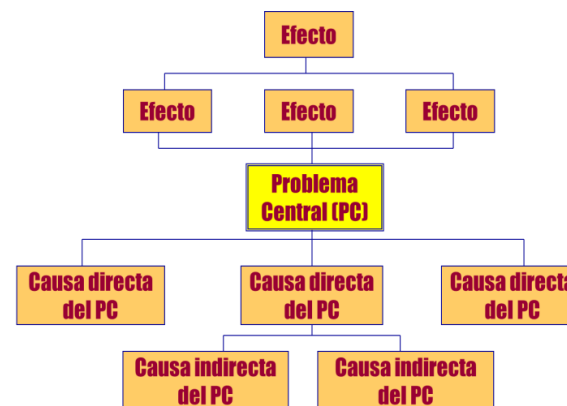 Efecto
Efecto
Efecto
Efecto
Problema
Central (PC)
Causa directa
del PC
Causa directa
del PC
Causa directa
del PC
Causa indirecta
del PC
Causa indirecta
del PC